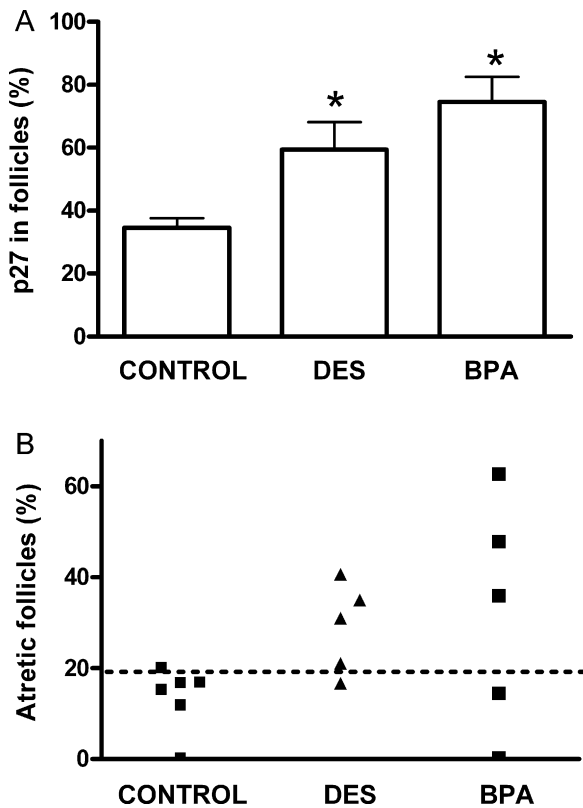 A
p27 in follicles (%)
100
80
60
40
20
0
* *
CONTROL DES BPA
B
Atretic follicles (%)
60
40
20
0
CONTROL DES BPA